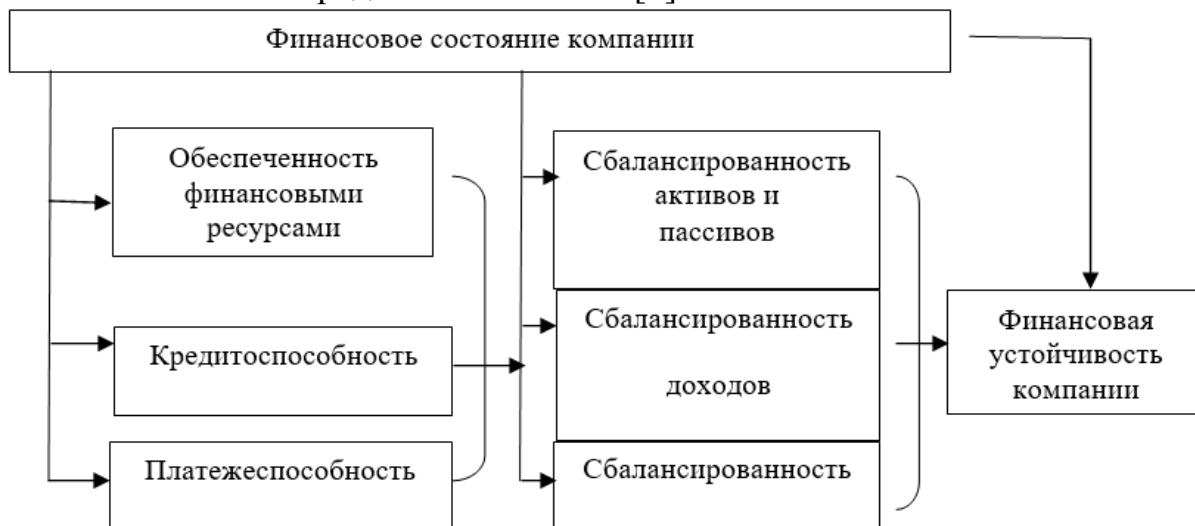 Финансовое состояние компании
Обеспеченность
финансовыми
ресурсами
Кредитоспособность
Платежеспособность
Сбалансированность
активов и
пассивов
Сбалансированность
доходов
Сбалансированность
Финансовая
устойчивость
компании